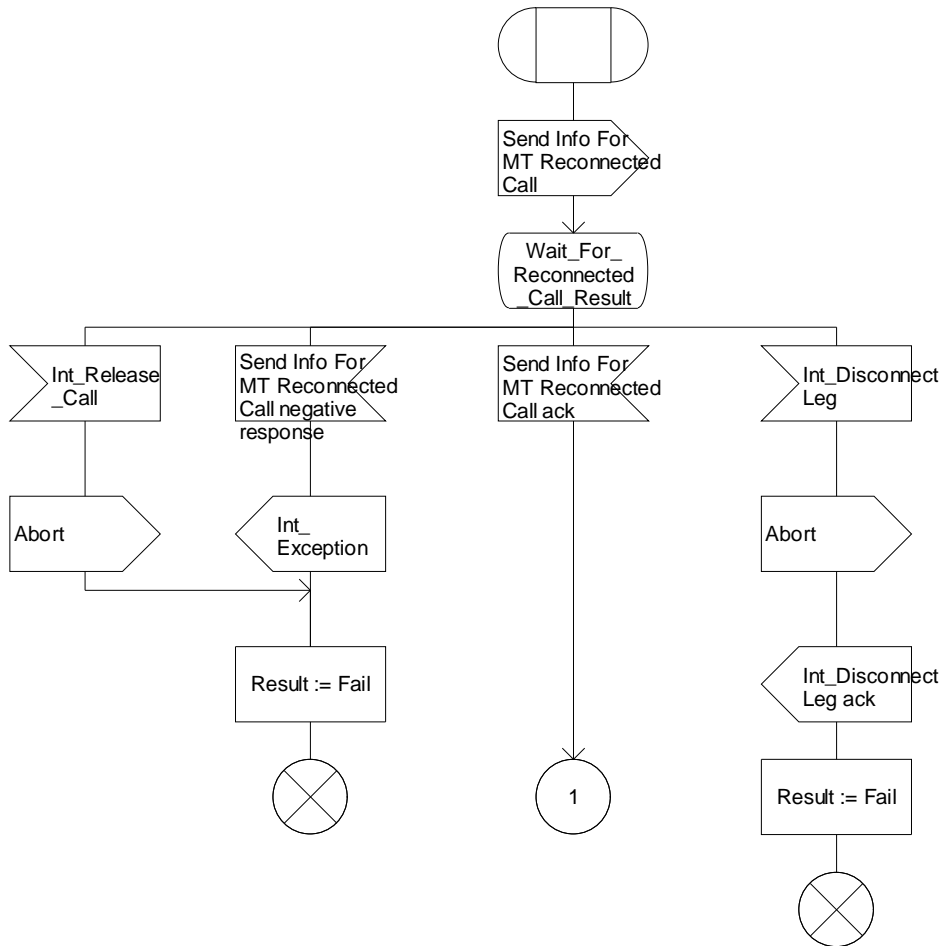 Send Info For
MT Reconnected
Call
Wait_For_
Reconnected
_Call_Result
Int_Release
_Call
Send Info For
MT Reconnected
Call negative
response
Send Info For
MT Reconnected
Call ack
Int_Disconnect
Leg
Abort
Int_
Exception
Abort
Result := Fail
Int_Disconnect
Leg ack
1
Result := Fail